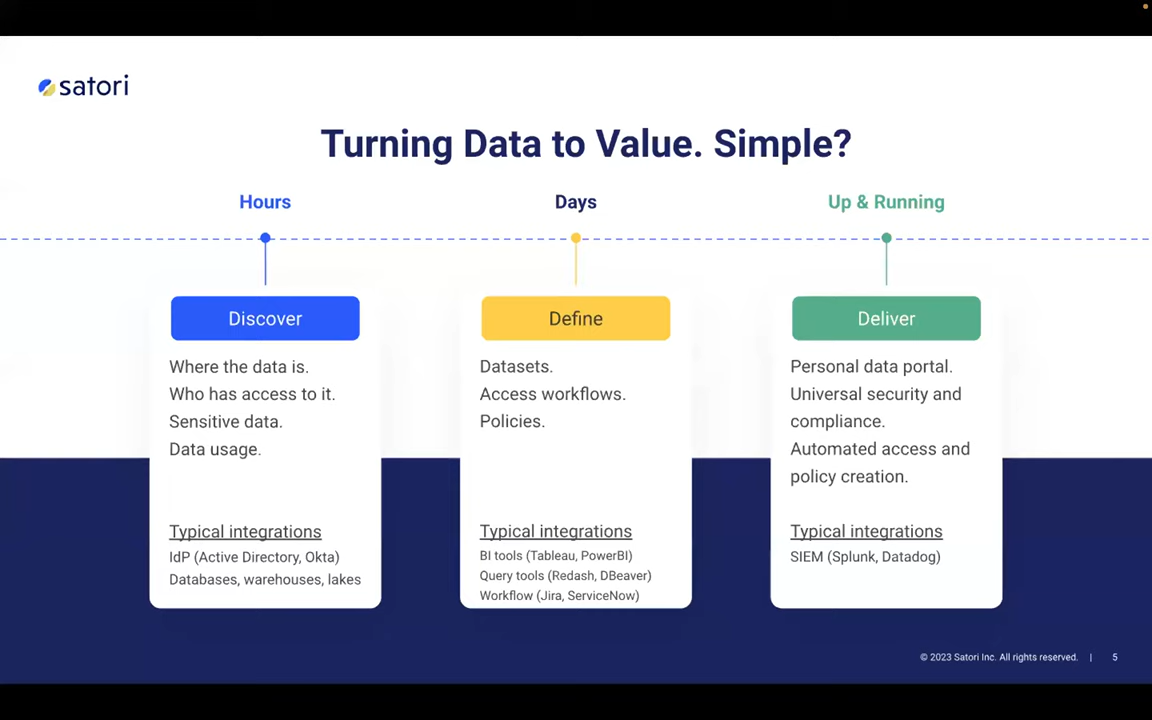 satori
Turning Data to Value. Simple?
Hours
Days
Up & Running
Discover
Where the data is.
Who has access to it.
Sensitive data.
Data usage.
Typical integrations
IdP (Active Directory, Okta)
Databases, warehouses, lakes
Define
Datasets.
Access workflows.
Policies.
Typical integrations
BI tools (Tableau, PowerBI)
Query tools (Redash, DBeaver)
Workflow (Jira, ServiceNow)
Deliver
Personal data portal.
Universal security and
compliance.
Automated access and
policy creation.
Typical integrations
SIEM (Splunk, Datadog)
© 2023 Satori Inc. All rights reserved. | 5